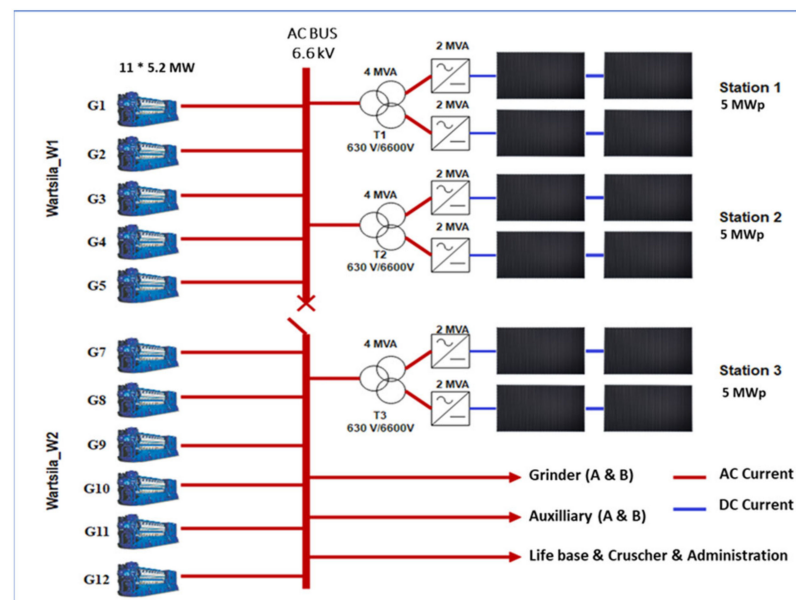 AC BUS
6.6 kV
11 * 5.2 MW
Wartsila_W1
G1
G2
G3
G4
G5
4 MVA
T1
630 V/6600V
2 MVA
2 MVA
Station 1
5 MWp
4 MVA
T2
630 V/6600V
2 MVA
2 MVA
Station 2
5 MWp
Wartsila_W2
G7
G8
G9
G10
G11
G12
4 MVA
T3
630 V/6600V
2 MVA
2 MVA
Station 3
5 MWp
Grinder (A & B)
Auxilliary (A & B)
Life base & Cruscher & Administration
AC Current
DC Current